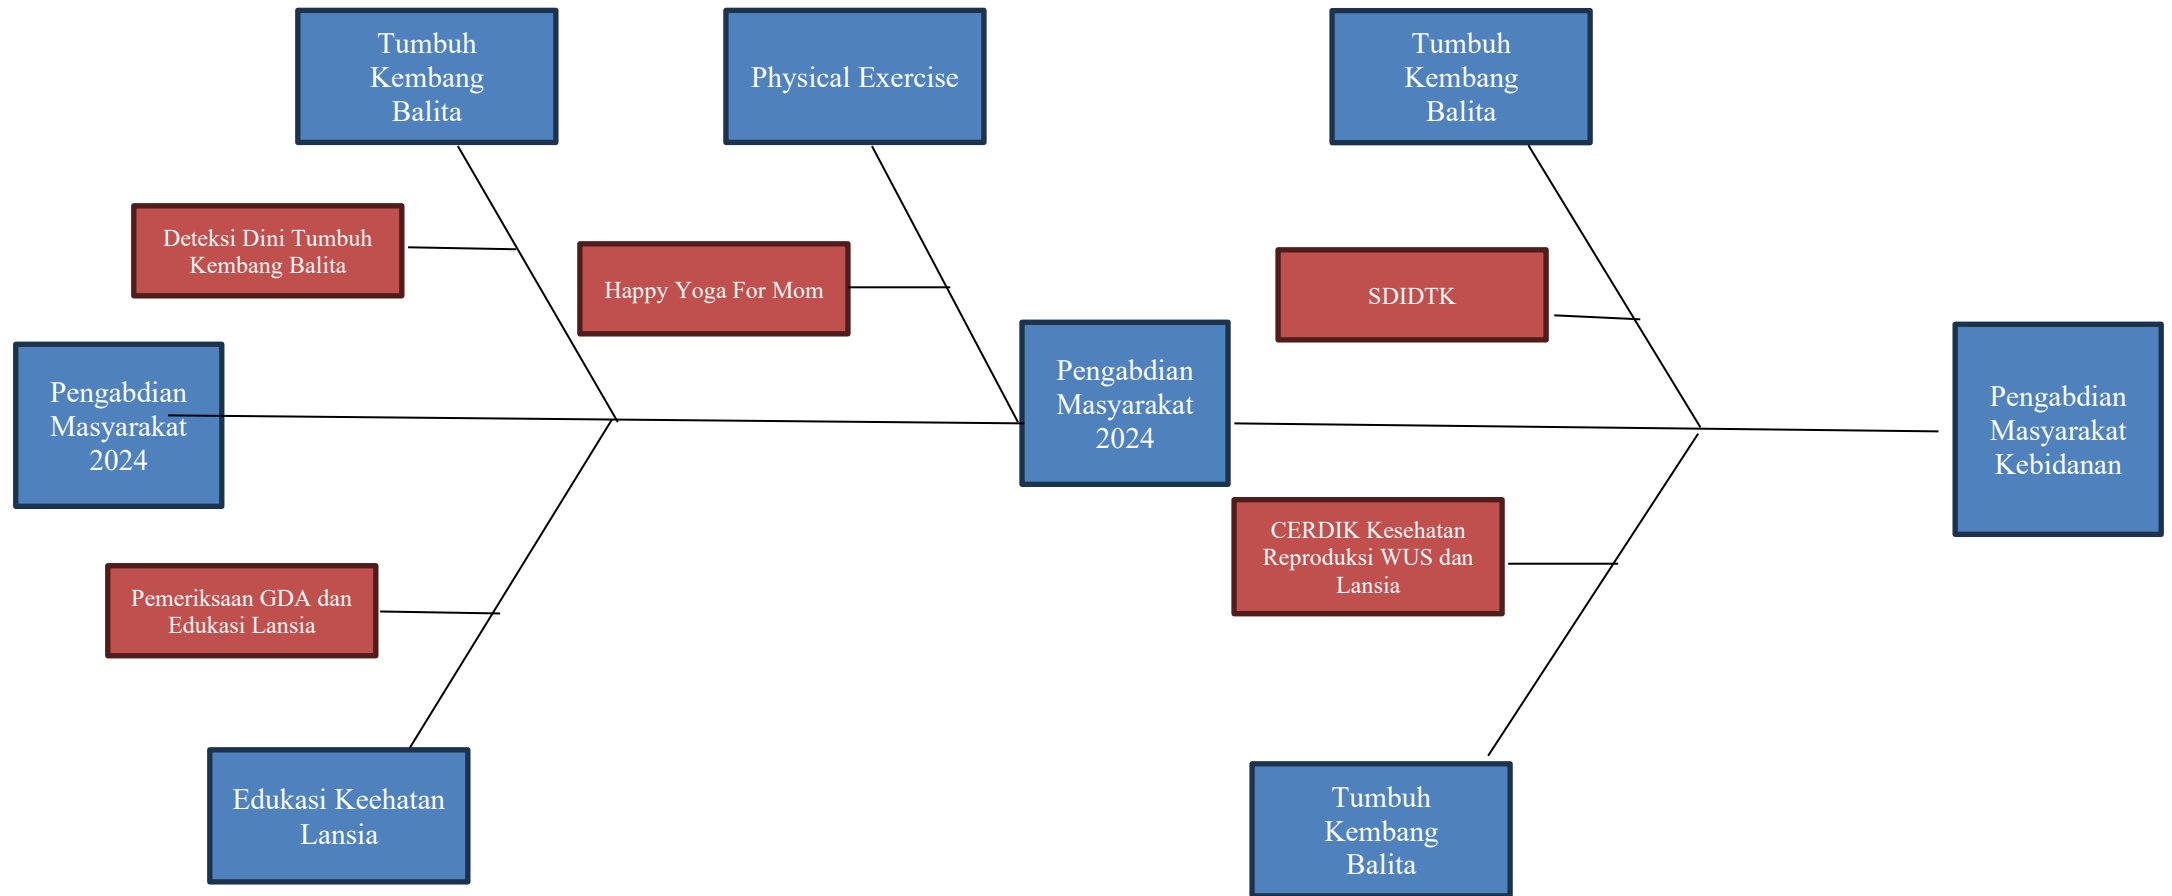 Tumbuh
Kembang
Balita
Physical Exercise
Tumbuh
Kembang
Balita
Deteksi Dini Tumbuh
Kembang Balita
Happy Yoga For Mom
SDIDTK
Pengabdian
Masyarakat
2024
Pengabdian
Masyarakat
2024
Pengabdian
Masyarakat
Kebidanan
CERDIK Kesehatan
Reproduksi WUS dan
Lansia
Pemeriksaan GDA dan
Edukasi Lansia
Edukasi Keehatan
Lansia
Tumbuh
Kembang
Balita